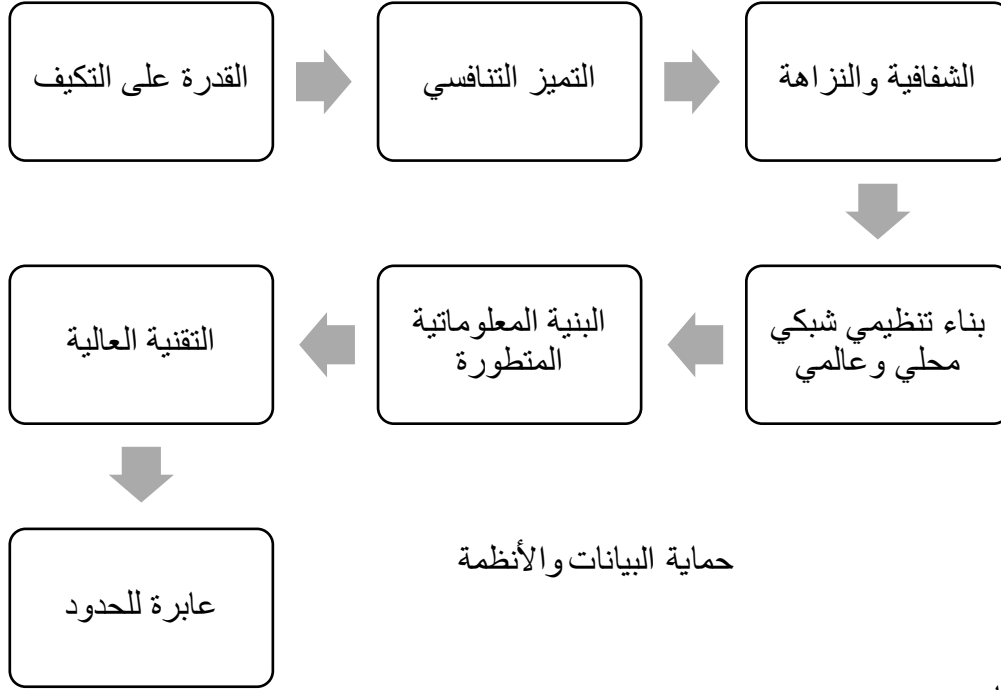 القدرة على التكيف
التميز التنافسي
الشفافية والنزاهة
بناء تنظيمي شبكي
محلي وعالمي
البنية المعلوماتية
المتطورة
التقنية العالية
عابرة للحدود
حماية البيانات والأنظمة